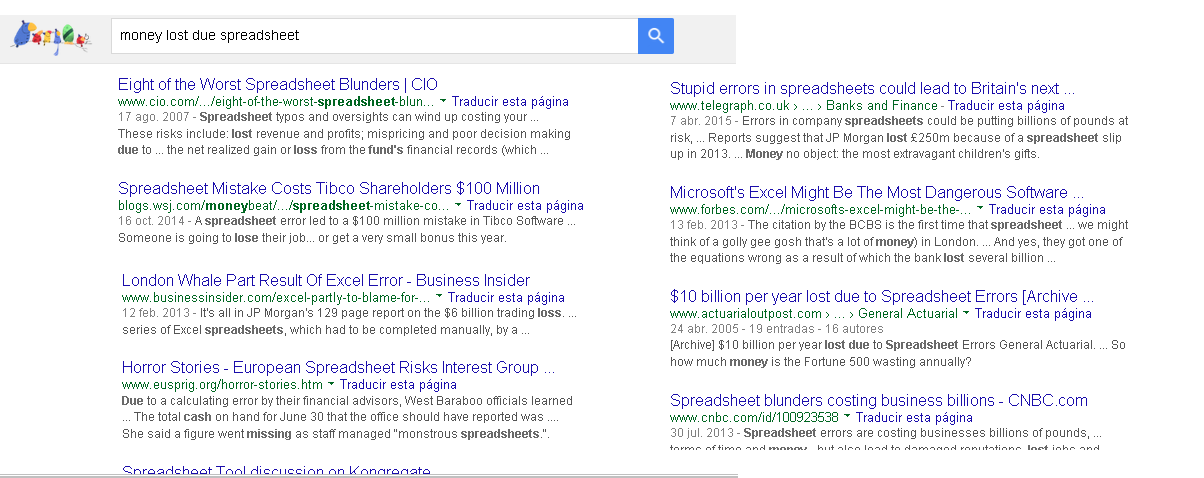 money lost due spreadsheet
Eight of the Worst Spreadsheet Blunders | CIO
www.cio.com/.../eight-of-the-worst-spreadsheet-blun... Traducir esta página
17 ago. 2007 - Spreadsheet typos and oversights can wind up costing your ...
These risks include: lost revenue and profits; mispricing and poor decision making
due to ... the net realized gain or loss from the fund's financial records (which ...
Spreadsheet Mistake Costs Tibco Shareholders $100 Million
blogs.wsj.com/moneybeat/.../spreadsheet-mistake-co... Traducir esta página
16 oct. 2014 - A spreadsheet error led to a $100 million mistake in Tibco Software ...
Someone is going to lose their job... or get a very small bonus this year.
London Whale Part Result Of Excel Error - Business Insider
www.businessinsider.com/excel-partly-to-blame-for-... Traducir esta página
12 feb. 2013 - It's all in JP Morgan's 129 page report on the $6 billion trading loss. ...
series of Excel spreadsheets, which had to be completed manually, by a ...
Horror Stories - European Spreadsheet Risks Interest Group ...
www.eusprig.org/horror-stories.htm Traducir esta página
Due to a calculating error by their financial advisors, West Baraboo officials learned
... The total cash on hand for June 30 that the office should have reported was ....
She said a figure went missing as staff managed "monstrous spreadsheets.".
Spreadsheet Tool discussion on Kongregate
Stupid errors in spreadsheets could lead to Britain's next ...
www.telegraph.co.uk › ... › Banks and Finance - Traducir esta página
7 abr. 2015 - Errors in company spreadsheets could be putting billions of pounds at
risk, ... Reports suggest that JP Morgan lost £250m because of a spreadsheet slip
up in 2013. ... Money no object: the most extravagant children's gifts.
Microsoft's Excel Might Be The Most Dangerous Software ...
www.forbes.com/.../microsofts-excel-might-be-the-... Traducir esta página
13 feb. 2013 - The citation by the BCBS is the first time that spreadsheet ... we might
think of a golly gee gosh that's a lot of money) in London. ... And yes, they got one of
the equations wrong as a result of which the bank lost several billion ...
$10 billion per year lost due to Spreadsheet Errors [Archive ...
www.actuarialoutpost.com › ... › General Actuarial Traducir esta página
24 abr. 2005 - 19 entradas - 16 autores
[Archive] $10 billion per year lost due to Spreadsheet Errors General Actuarial. ... So
how much money is the Fortune 500 wasting annually?
Spreadsheet blunders costing business billions - CNBC.com
www.cnbc.com/id/100923538 Traducir esta página
30 jul. 2013 - Spreadsheet errors are costing businesses billions of pounds, ...
terms of time and money, but also lead to damaged reputations, lost jobs and